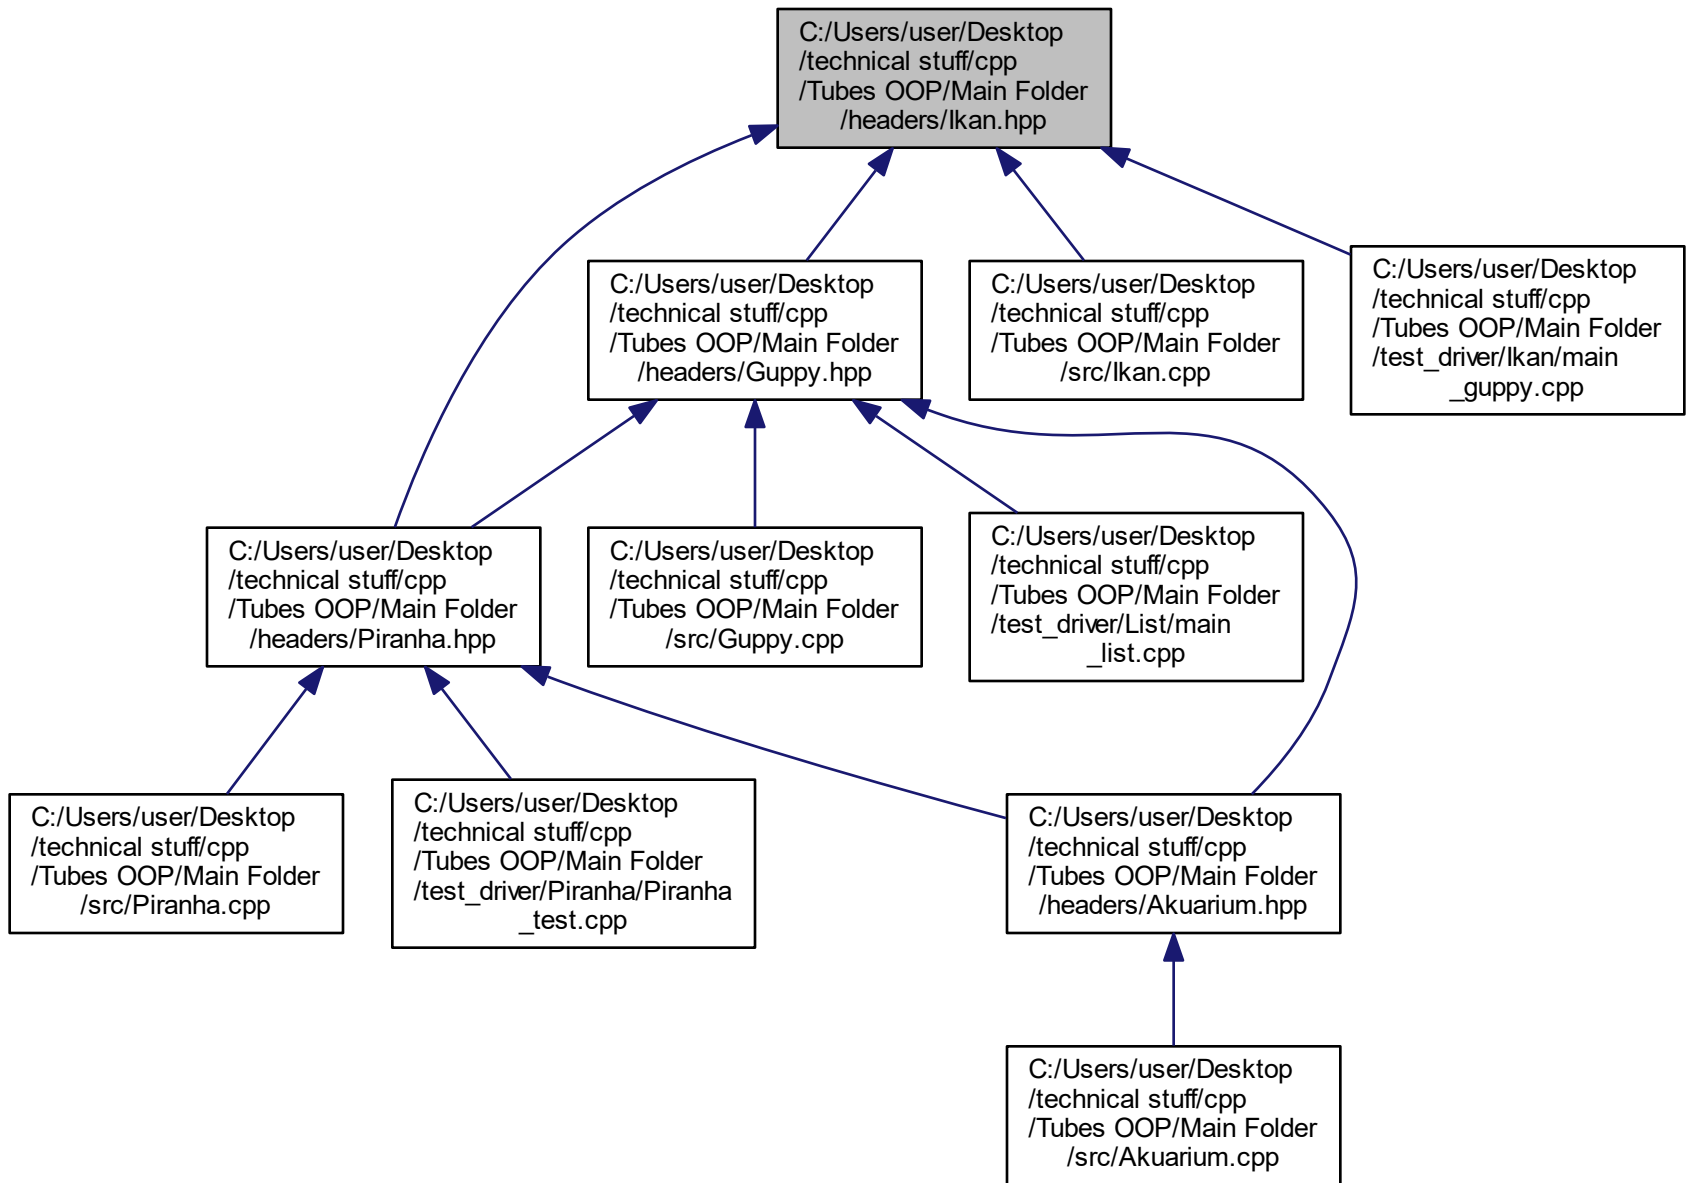 C:/Users/user/Desktop
/technical stuff/cpp
/Tubes OOP/Main Folder
/headers/Ikan.hpp
C:/Users/user/Desktop
/technical stuff/cpp
/Tubes OOP/Main Folder
/headers/Guppy.hpp
C:/Users/user/Desktop
/technical stuff/cpp
/Tubes OOP/Main Folder
/src/Ikan.cpp
C:/Users/user/Desktop
/technical stuff/cpp
/Tubes OOP/Main Folder
/test_driver/Ikan/main
_guppy.cpp
C:/Users/user/Desktop
/technical stuff/cpp
/Tubes OOP/Main Folder
/headers/Piranha.hpp
C:/Users/user/Desktop
/technical stuff/cpp
/Tubes OOP/Main Folder
/src/Guppy.cpp
C:/Users/user/Desktop
/technical stuff/cpp
/Tubes OOP/Main Folder
/test_driver/List/main
_list.cpp
C:/Users/user/Desktop
/technical stuff/cpp
/Tubes OOP/Main Folder
/src/Piranha.cpp
C:/Users/user/Desktop
/technical stuff/cpp
/Tubes OOP/Main Folder
/test_driver/Piranha/Piranha
_test.cpp
C:/Users/user/Desktop
/technical stuff/cpp
/Tubes OOP/Main Folder
/headers/Akuarium.hpp
C:/Users/user/Desktop
/technical stuff/cpp
/Tubes OOP/Main Folder
/src/Akuarium.cpp